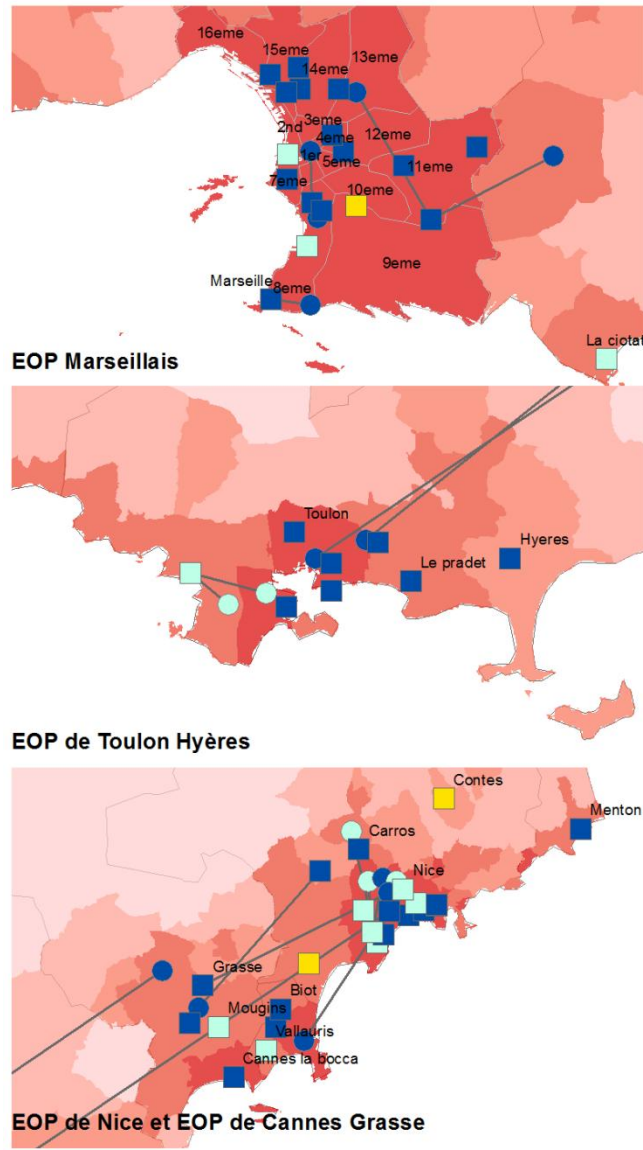 16eme
15eme
13eme
14eme
3eme
2nd
4eme
12eme
1er
5eme
11eme
7eme
10eme
9eme
Marseille
8eme
La ciotat
EOP Marseillais
Toulon
Hyeres
Le pradet
EOP de Toulon Hyères
Contes
Menton
Carros
Nice
Grasse
Biot
Mougins
Vallauris
Cannes la bocca
EOP de Nice et EOP de Cannes Grasse